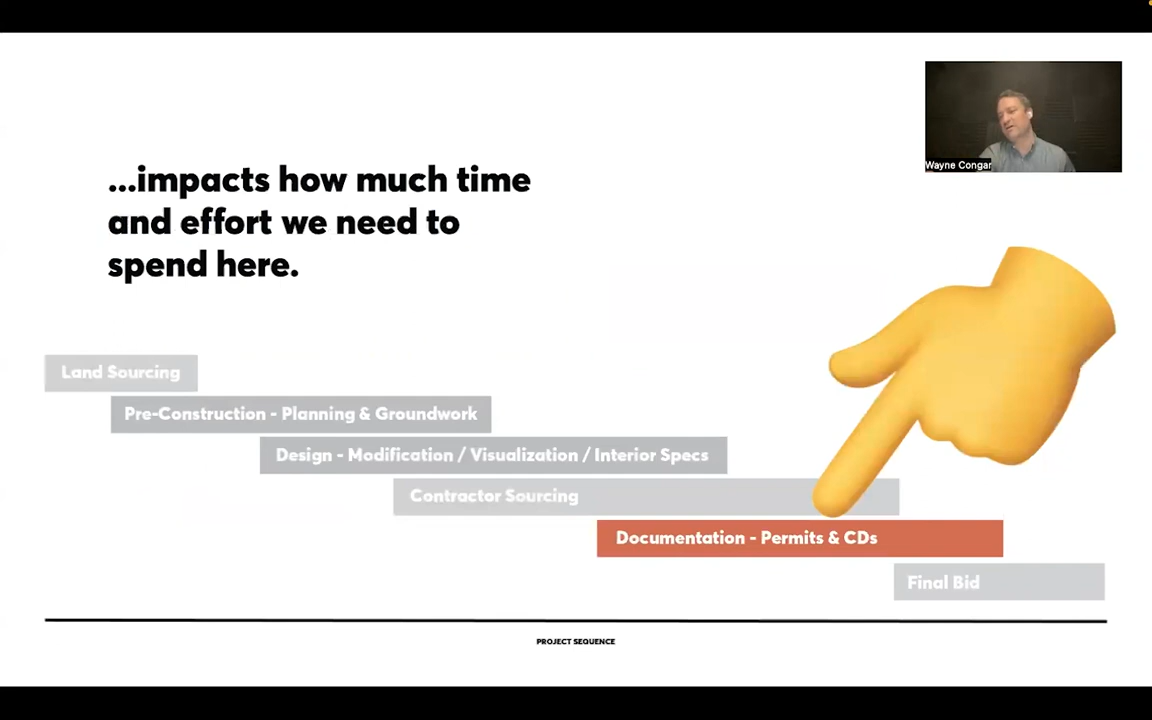 Wayne Congar
...impacts how much time
and effort we need to
spend here.
Land Sourcing
Pre-Construction - Planning & Groundwork
Design - Modification / Visualization / Interior Specs
Contractor Sourcing
Documentation - Permits & CDs
Final Bid
PROJECT SEQUENCE